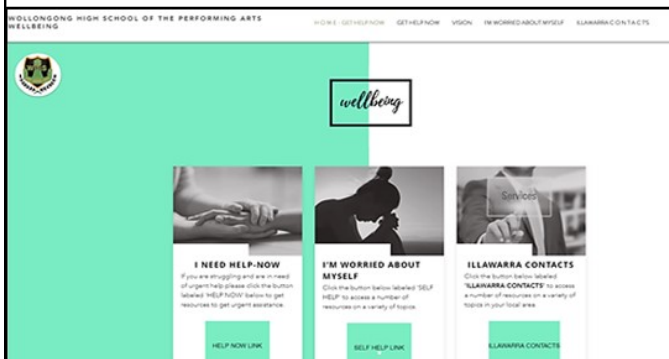 WOLLONGONG HIGH SCHOOL OF THE PERFORMING ARTS
WELLBEING
HOME - GET HELP NOW GET HELP NOW VISION I'M WORRIED ABOUT MYSELF ILLAWARRA CONTACTS
wellbeing
Services
I NEED HELP-NOW
If you are struggling and are in need
of urgent help please click the button
labeled 'HELP NOW' below to get
resources to get urgent assistance.
HELP NOW LINK
I'M WORRIED ABOUT
MYSELF
Click the button below labeled 'SELF
HELP' to access a number of
resources on a variety of topics.
SELF HELP LINK
ILLAWARRA CONTACTS
Click the button below labeled
'ILLAWARRA CONTACTS' to access
a number of resources on a variety of
topics in your local area.
ILLAWARRA CONTACTS